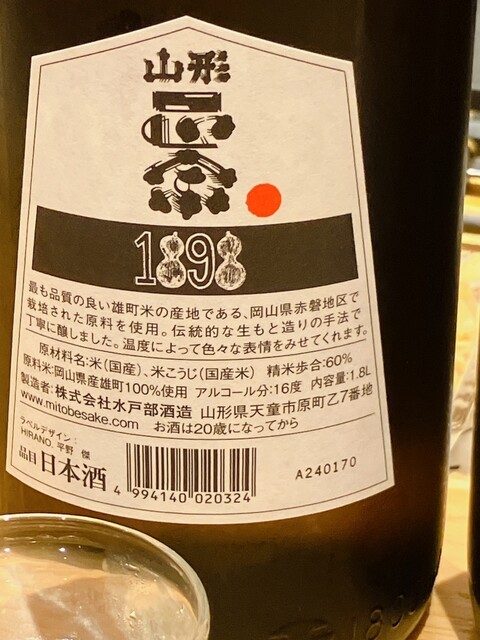 山形
正宗
1898
最も品質の良い雄町米の産地である、岡山県赤磐地区で
栽培された原料を使用。伝統的な生もと造りの手法で
丁寧に醸しました。温度によって色々な表情をみせてくれます。
原材料名:米(国産)、米こうじ(国産米) 精米歩合:60%
原料米:岡山県産雄町100%使用 アルコール分:16度 内容量:1.8L
製造者:株式会社水戸部酒造 山形県天童市原町乙7番地
www.mitobesake.com お酒は20歳になってから
ラベルデザイン:
HIRANO, 平野 傑
品目 日本酒
4 994140 020324
A240170